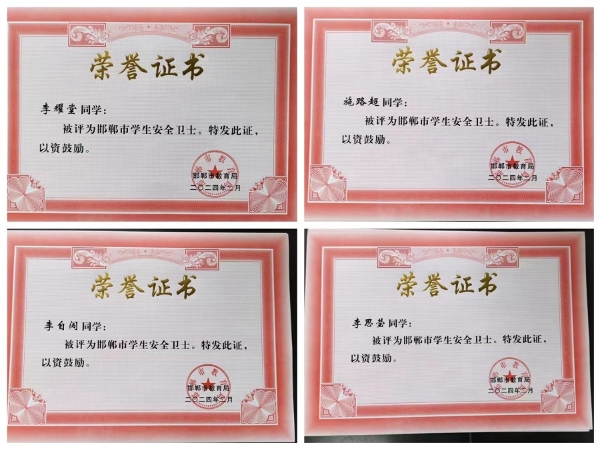 荣誉证书
李耀堂同学：
被评为邯郸市学生安全卫士。特发此证，
以资鼓励。
邯郸市教育局
二〇二四年二月
荣誉证书
施路超同学：
被评为邯郸市学生安全卫士。特发此证，
以资鼓励。
邯郸市教育局
二〇二四年二月
荣誉证书
李自闯同学：
被评为邯郸市学生安全卫士。特发此证，
以资鼓励。
邯郸市教育局
二〇二四年二月
荣誉证书
李思莹同学：
被评为邯郸市学生安全卫士。特发此证，
以资鼓励。
邯郸市教育局
二〇二四年二月